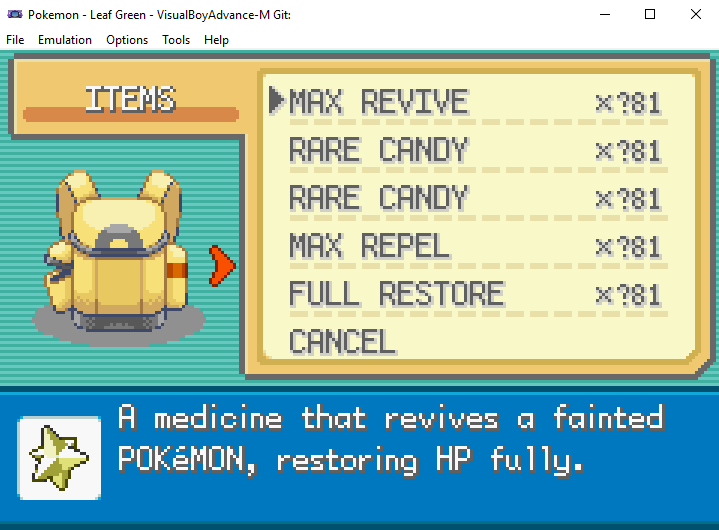 Pokemon - Leaf Green - VisualBoyAdvance-M Git:
File Emulation Options Tools Help
ITEMS
MAX REVIVE ×?81
RARE CANDY ×?81
RARE CANDY ×?81
MAX REPEL ×?81
FULL RESTORE ×?81
CANCEL
A medicine that revives a fainted
POKéMON, restoring HP fully.